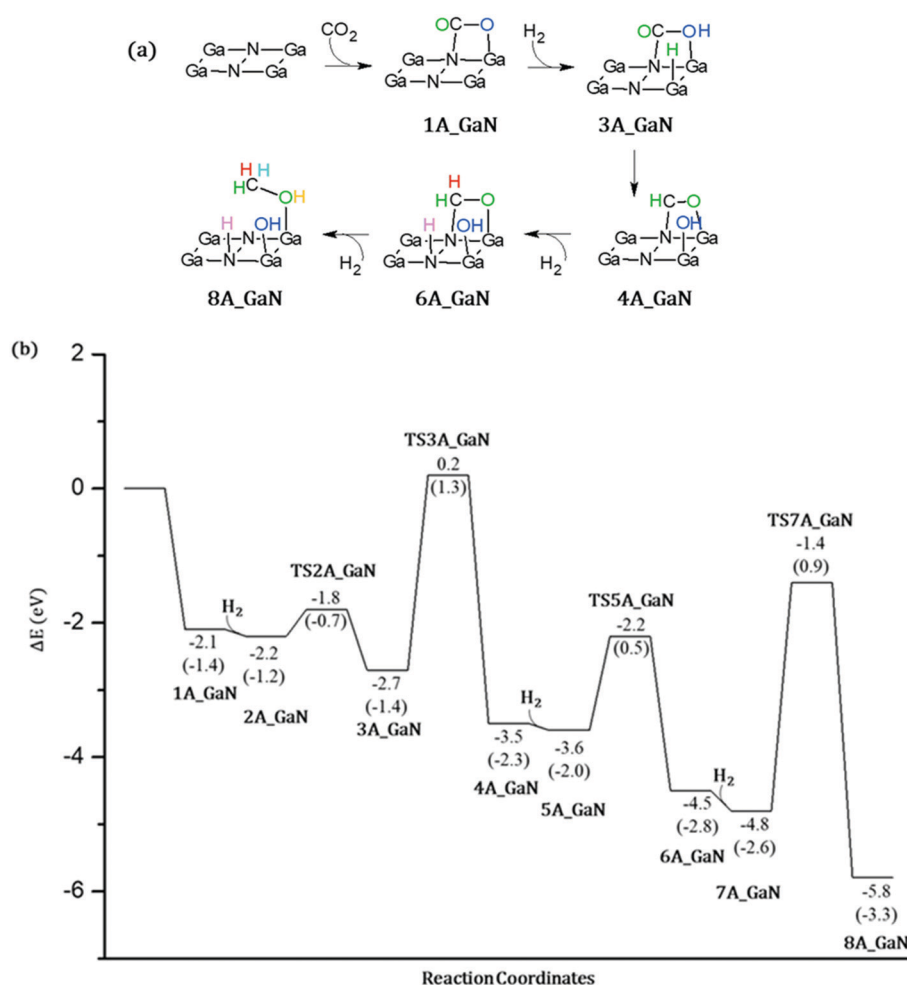 (a)
Ga N Ga
Ga N Ga
CO2
O C O
Ga N Ga
Ga N Ga
1A_GaN
H2
O C OH
H
Ga N Ga
Ga N Ga
3A_GaN
H H
H C OH
H OH
Ga N Ga
Ga N Ga
8A_GaN
H2
H
H C O
H OH
Ga N Ga
Ga N Ga
6A_GaN
H2
HC O
OH
Ga N Ga
Ga N Ga
4A_GaN
(b)
ΔE (eV)
2
0
-2
-4
-6
-2.1
(-1.4)
1A_GaN
H2
-2.2
(-1.2)
2A_GaN
TS2A_GaN
-1.8
(-0.7)
-2.7
(-1.4)
3A_GaN
TS3A_GaN
0.2
(1.3)
-3.5
(-2.3)
4A_GaN
H2
-3.6
(-2.0)
5A_GaN
TS5A_GaN
-2.2
(0.5)
-4.5
(-2.8)
6A_GaN
H2
-4.8
(-2.6)
7A_GaN
TS7A_GaN
-1.4
(0.9)
-5.8
(-3.3)
8A_GaN
Reaction Coordinates